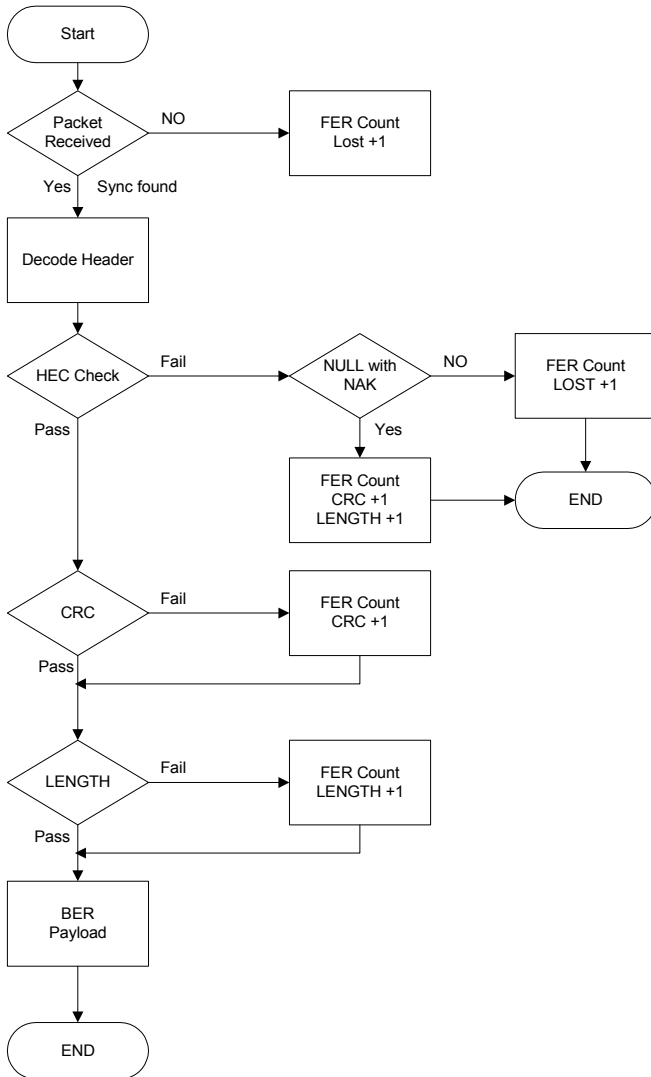 Start
Packet
Received
NO
FER Count
Lost +1
Yes
Sync found
Decode Header
HEC Check
Fail
NULL with
NAK
NO
FER Count
LOST +1
Pass
Yes
FER Count
CRC +1
LENGTH +1
END
CRC
Fail
FER Count
CRC +1
Pass
LENGTH
Fail
FER Count
LENGTH +1
Pass
BER
Payload
END